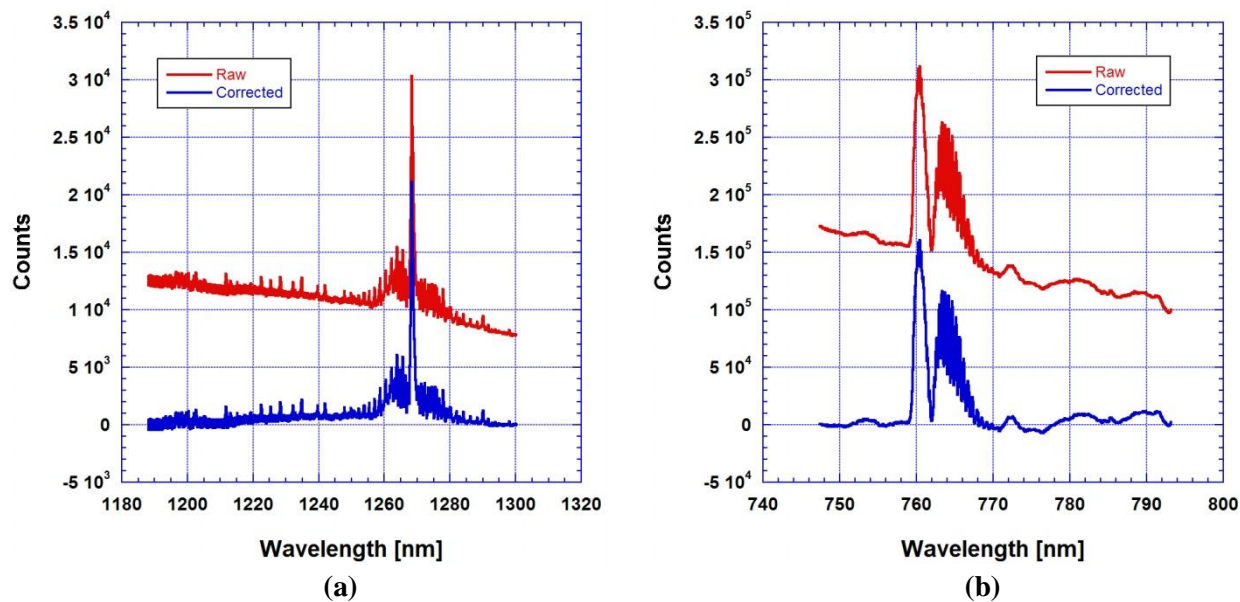 3.5 10⁴
3 10⁴
2.5 10⁴
2 10⁴
1.5 10⁴
1 10⁴
5 10³
0
-5 10³
Counts
Raw
Corrected
1180 1200 1220 1240 1260 1280 1300 1320
Wavelength [nm]
(a)
3.5 10⁵
3 10⁵
2.5 10⁵
2 10⁵
1.5 10⁵
1 10⁵
5 10⁴
0
-5 10⁴
Counts
Raw
Corrected
740 750 760 770 780 790 800
Wavelength [nm]
(b)